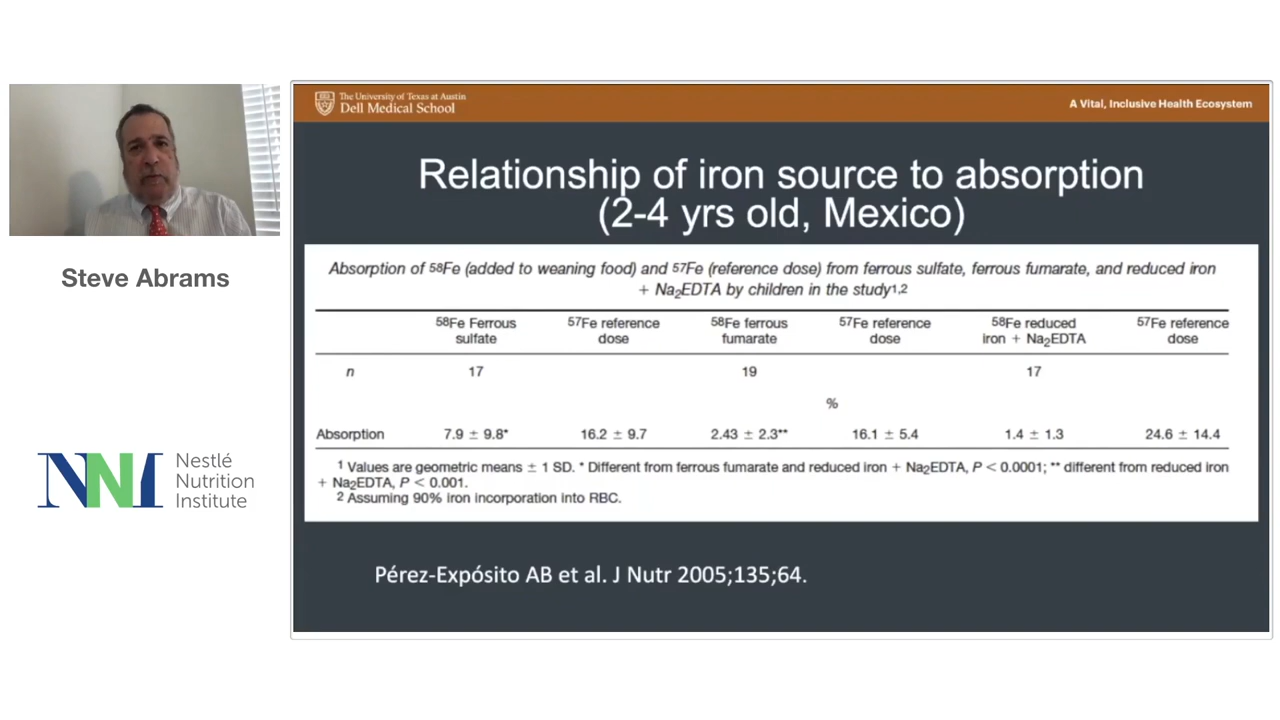 The University of Texas at Austin
Dell Medical School
A Vital, Inclusive Health Ecosystem
Relationship of iron source to absorption
(2-4 yrs old, Mexico)
Absorption of ⁵⁸Fe (added to weaning food) and ⁵⁷Fe (reference dose) from ferrous sulfate, ferrous fumarate, and reduced iron
+ Na₂EDTA by children in the study¹,²
⁵⁸Fe Ferrous sulfate ⁵⁷Fe reference dose ⁵⁸Fe ferrous fumarate ⁵⁷Fe reference dose ⁵⁸Fe reduced iron + Na₂EDTA ⁵⁷Fe reference dose
n 17 19 17
%
Absorption 7.9 ± 9.8* 16.2 ± 9.7 2.43 ± 2.3** 16.1 ± 5.4 1.4 ± 1.3 24.6 ± 14.4
¹ Values are geometric means ± 1 SD. * Different from ferrous fumarate and reduced iron + Na₂EDTA, P < 0.0001; ** different from reduced iron
+ Na₂EDTA, P < 0.001.
² Assuming 90% iron incorporation into RBC.
Pérez-Expósito AB et al. J Nutr 2005;135;64.
Steve Abrams
NNI
Nestlé
Nutrition
Institute